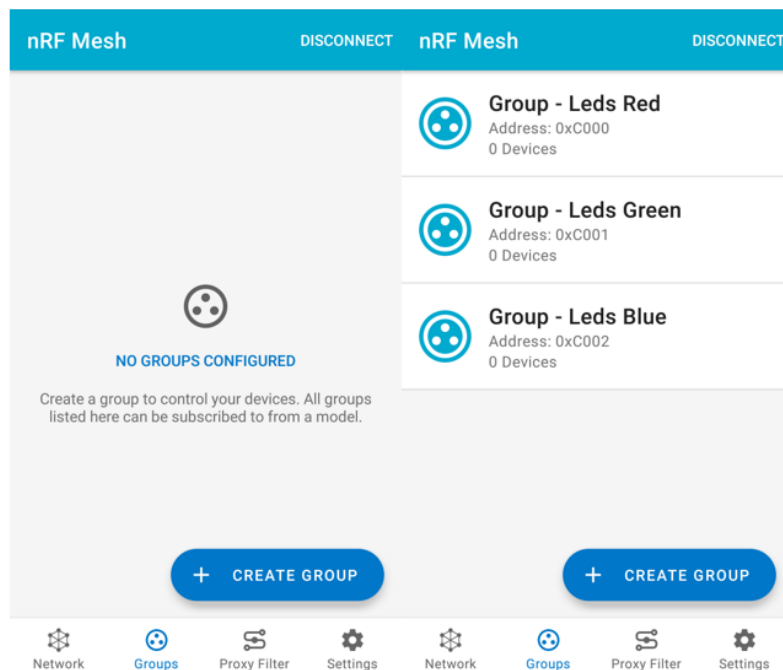 nRF Mesh DISCONNECT
NO GROUPS CONFIGURED
Create a group to control your devices. All groups
listed here can be subscribed to from a model.
+ CREATE GROUP
Network Groups Proxy Filter Settings
nRF Mesh DISCONNECT
Group - Leds Red
Address: 0xC000
0 Devices
Group - Leds Green
Address: 0xC001
0 Devices
Group - Leds Blue
Address: 0xC002
0 Devices
+ CREATE GROUP
Network Groups Proxy Filter Settings